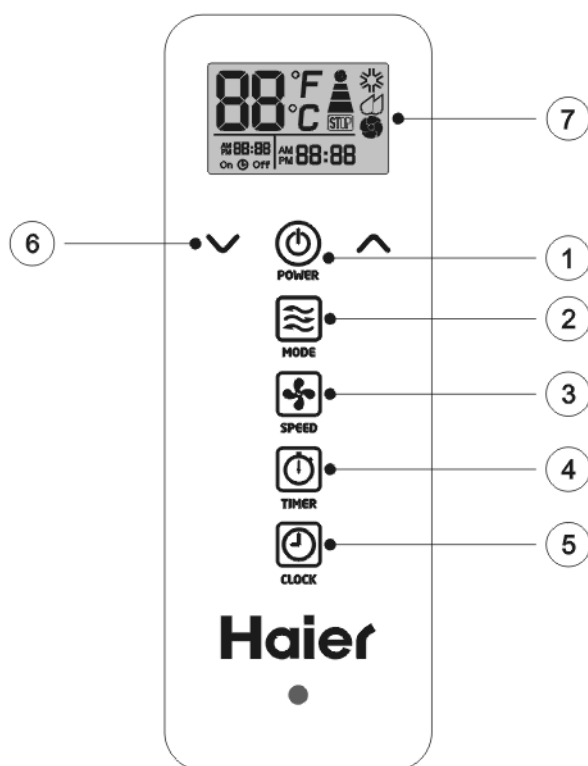 88 °F
°C
STOP
AM
PM 88:88
AM
PM 88:88
On Off
7
6
POWER
1
2
MODE
3
SPEED
4
TIMER
5
CLOCK
Haier